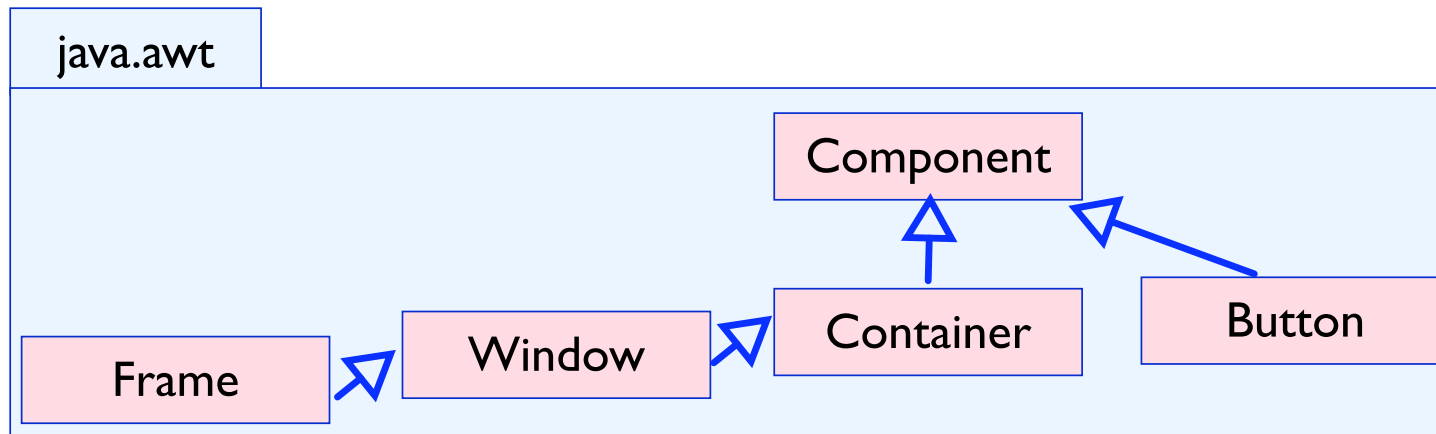 java.awt
Component
Container
Button
Window
Frame